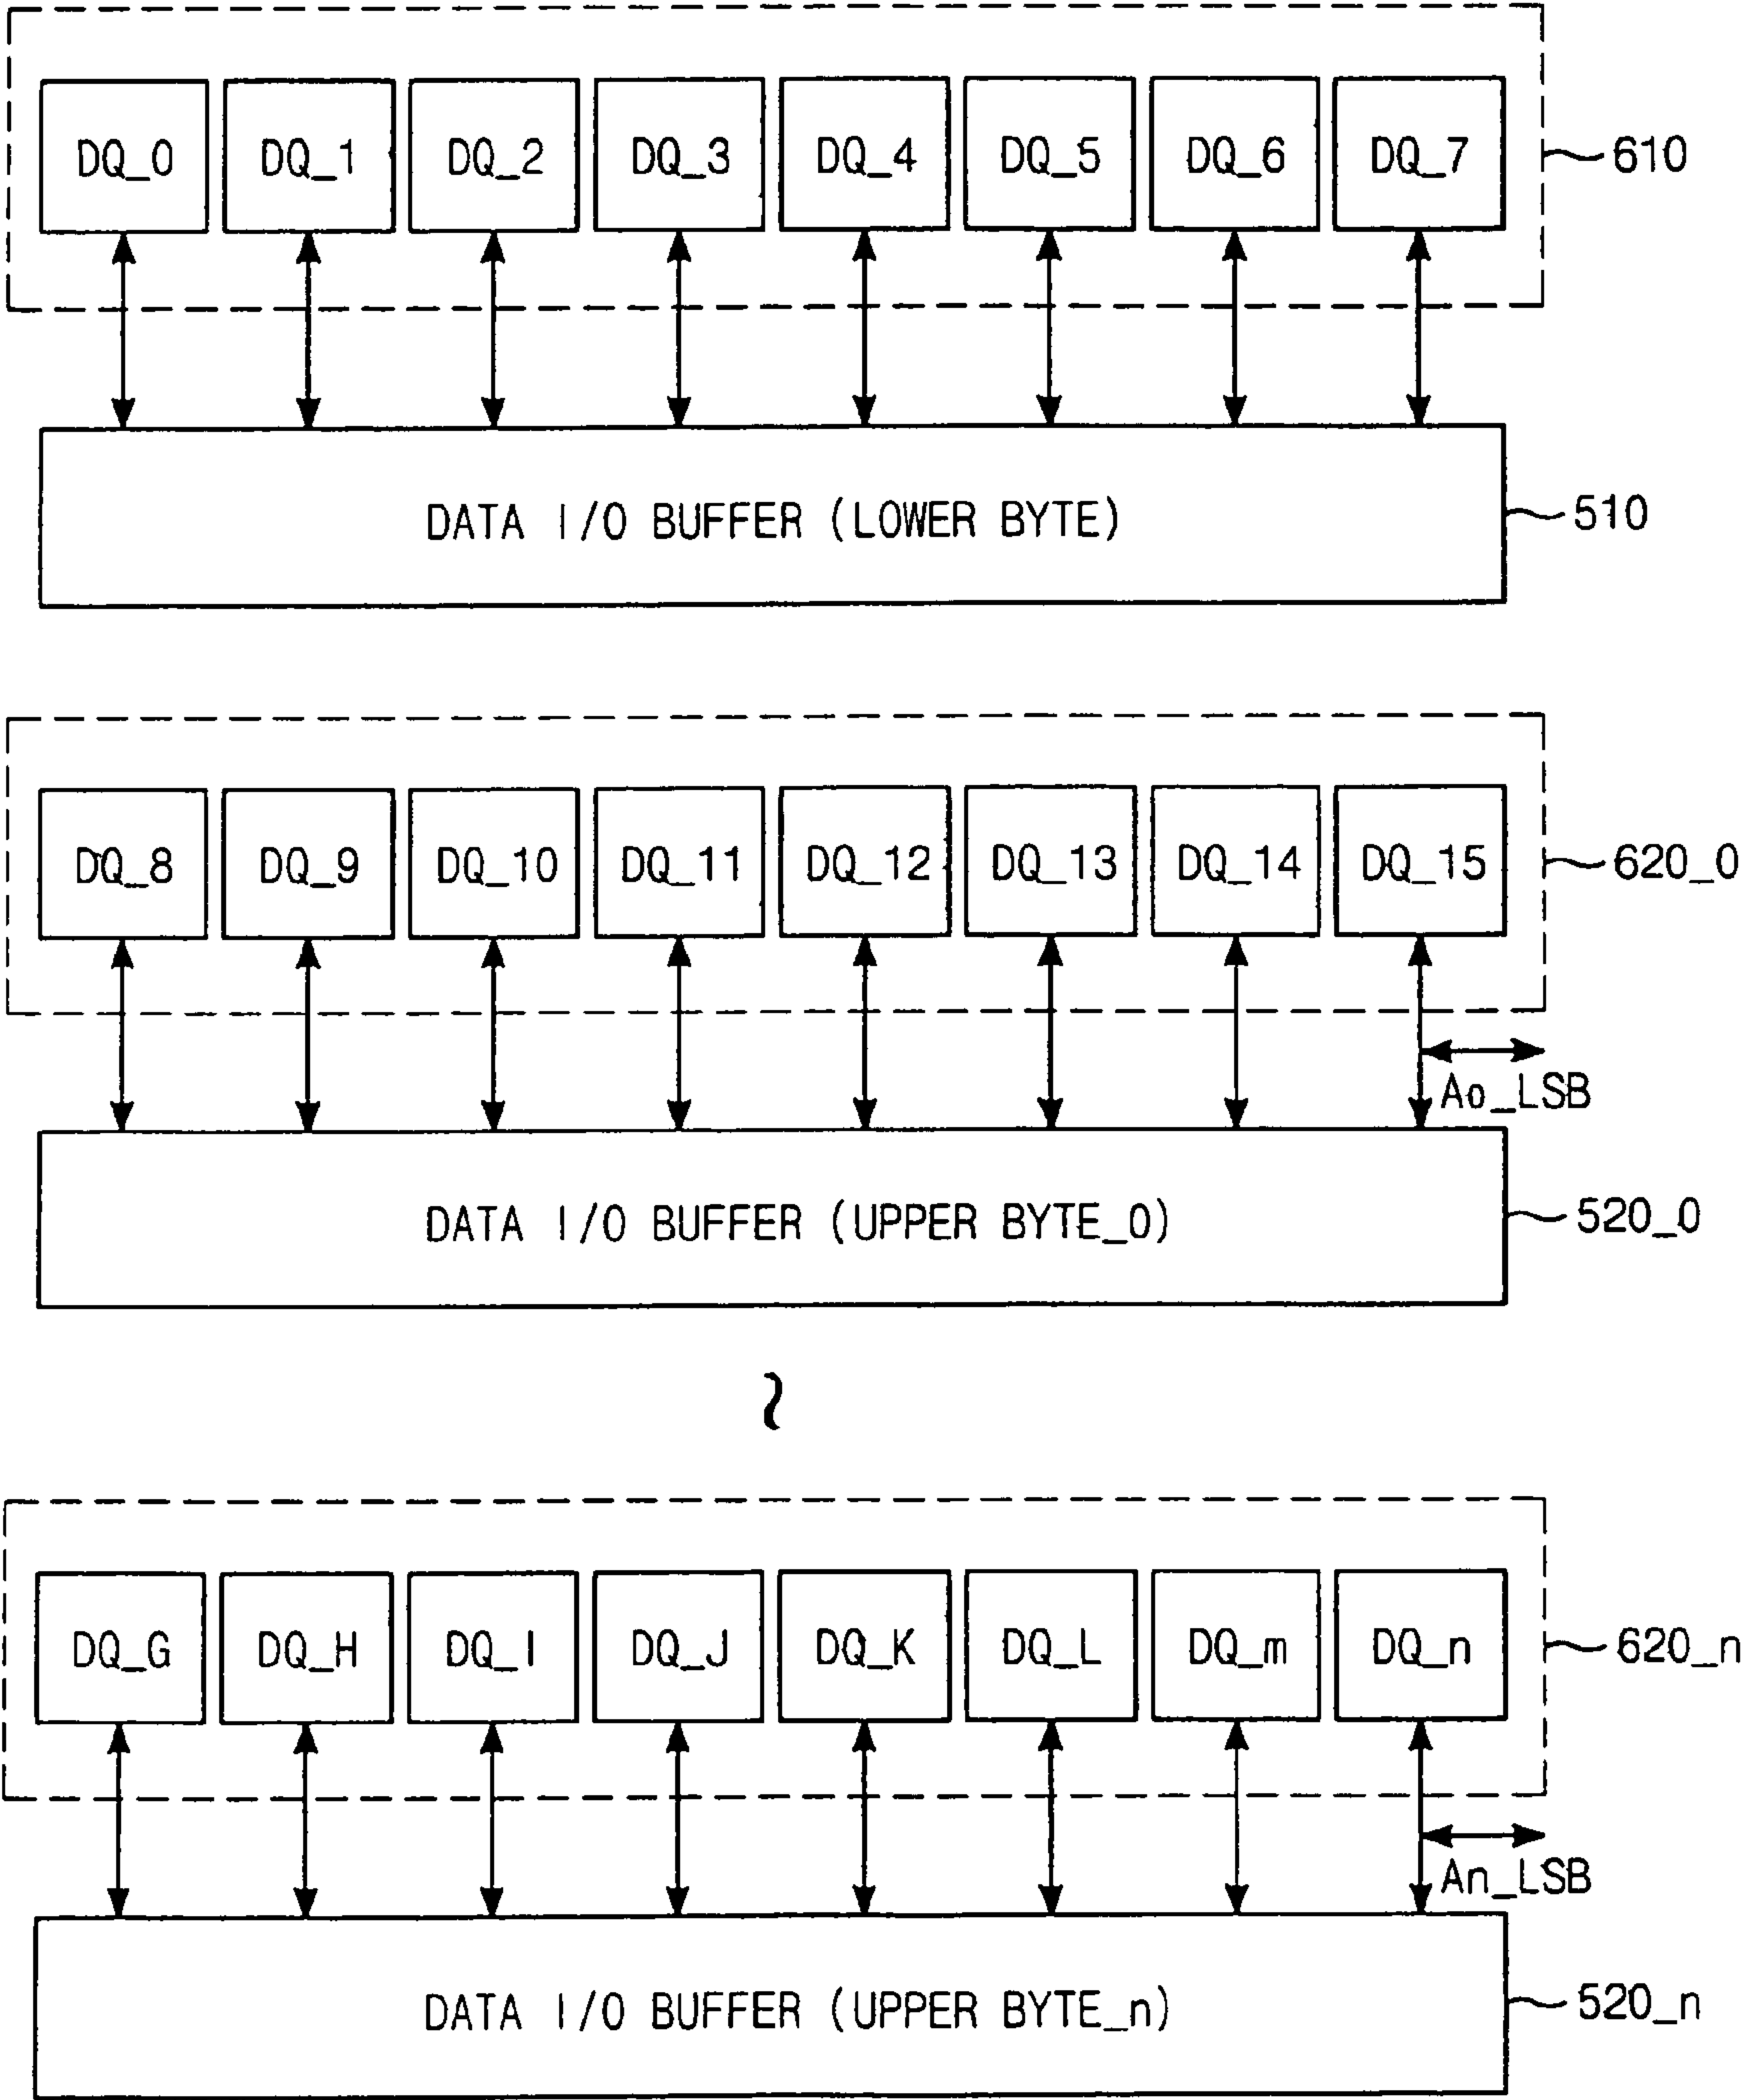 DQ_0 DQ_1 DQ_2 DQ_3 DQ_4 DQ_5 DQ_6 DQ_7 610
DATA I/O BUFFER (LOWER BYTE) 510
DQ_8 DQ_9 DQ_10 DQ_11 DQ_12 DQ_13 DQ_14 DQ_15 620_0
Ao_LSB
DATA I/O BUFFER (UPPER BYTE_0) 520_0
~
DQ_G DQ_H DQ_I DQ_J DQ_K DQ_L DQ_m DQ_n 620_n
An_LSB
DATA I/O BUFFER (UPPER BYTE_n) 520_n